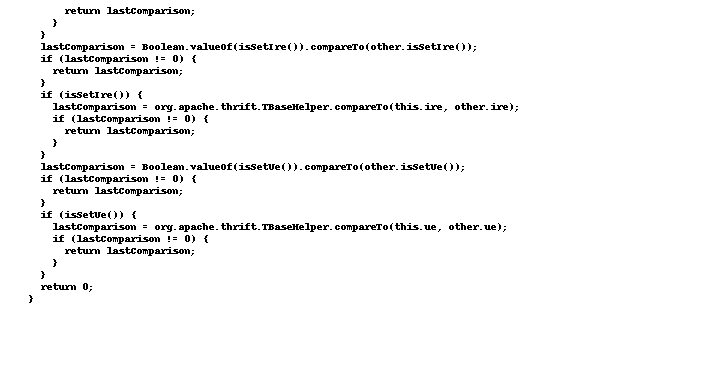 return lastComparison;
}
}
lastComparison = Boolean.valueOf(isSetIre()).compareTo(other.isSetIre());
if (lastComparison != 0) {
return lastComparison;
}
if (isSetIre()) {
lastComparison = org.apache.thrift.TBaseHelper.compareTo(this.ire, other.ire);
if (lastComparison != 0) {
return lastComparison;
}
}
lastComparison = Boolean.valueOf(isSetUe()).compareTo(other.isSetUe());
if (lastComparison != 0) {
return lastComparison;
}
if (isSetUe()) {
lastComparison = org.apache.thrift.TBaseHelper.compareTo(this.ue, other.ue);
if (lastComparison != 0) {
return lastComparison;
}
}
return 0;
}